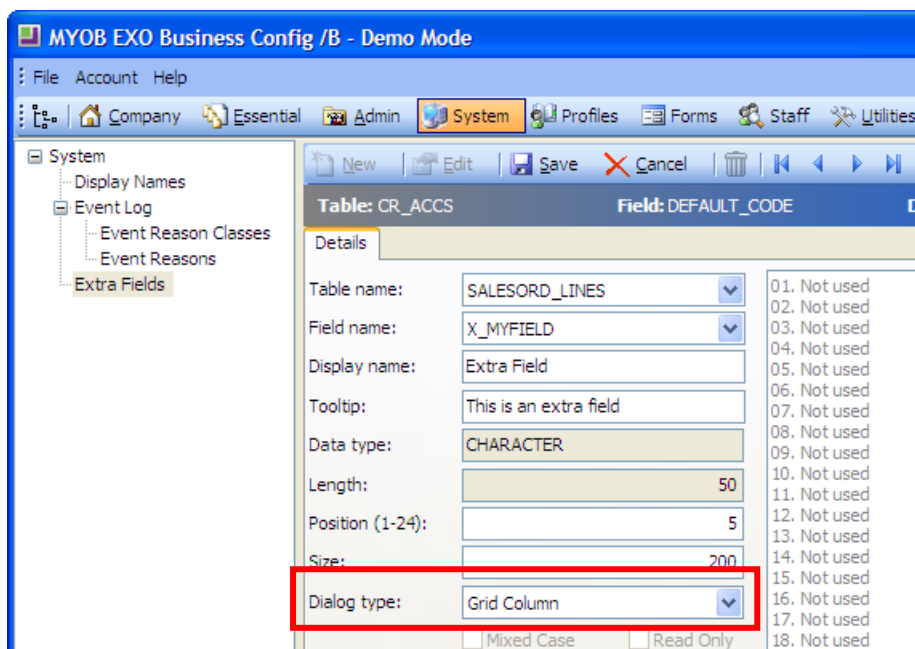 MYOB EXO Business Config /B - Demo Mode
File Account Help
Company Essential Admin System Profiles Forms Staff Utilities
System
Display Names
Event Log
Event Reason Classes
Event Reasons
Extra Fields
New Edit Save Cancel
Table: CR_ACCS Field: DEFAULT_CODE D
Details
Table name: SALESORD_LINES
Field name: X_MYFIELD
Display name: Extra Field
Tooltip: This is an extra field
Data type: CHARACTER
Length: 50
Position (1-24): 5
Size: 200
Dialog type: Grid Column
Mixed Case Read Only
01. Not used
02. Not used
03. Not used
04. Not used
05. Not used
06. Not used
07. Not used
08. Not used
09. Not used
10. Not used
11. Not used
12. Not used
13. Not used
14. Not used
15. Not used
16. Not used
17. Not used
18. Not used